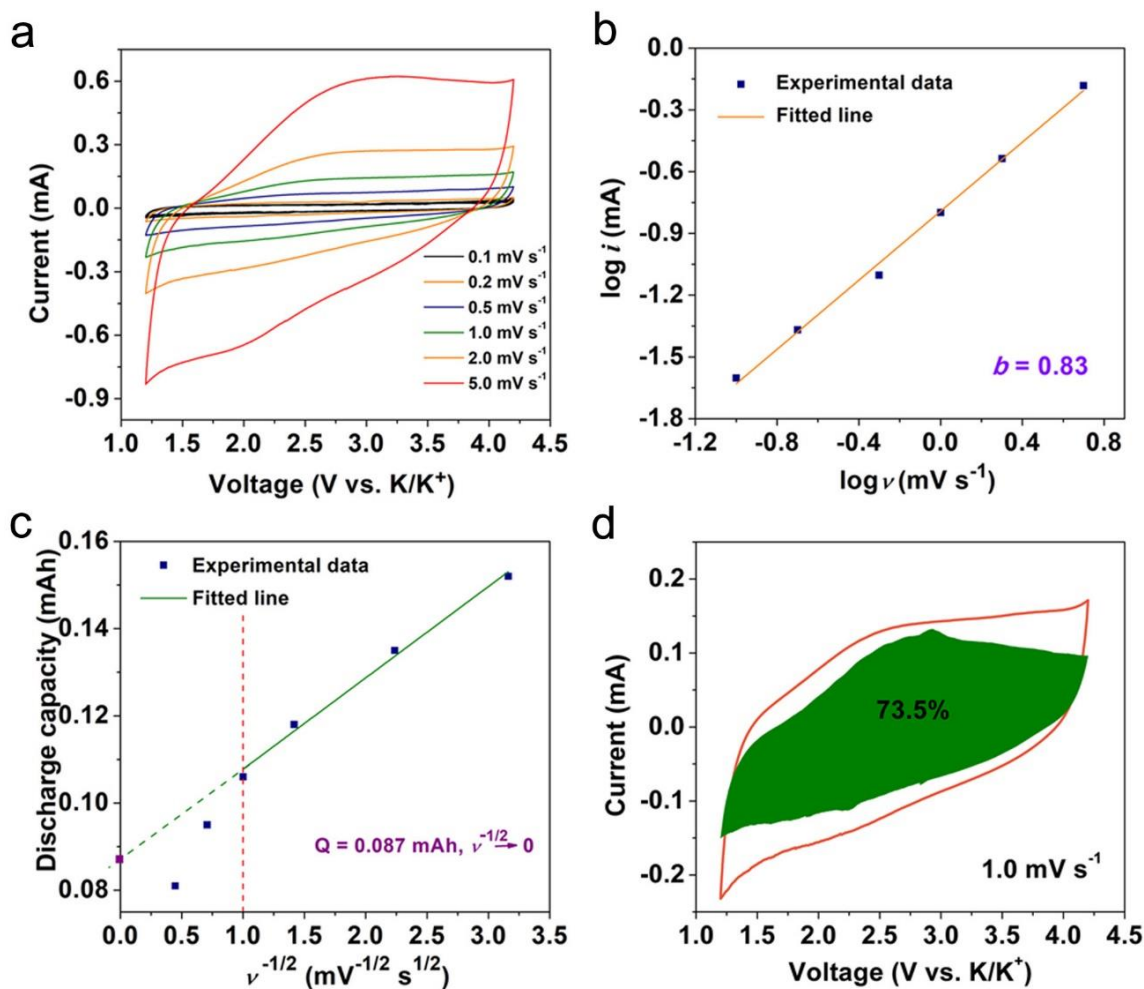 a
0.6
0.3
0.0
-0.3
-0.6
-0.9
Current (mA)
0.1 mV s⁻¹
0.2 mV s⁻¹
0.5 mV s⁻¹
1.0 mV s⁻¹
2.0 mV s⁻¹
5.0 mV s⁻¹
1.0 1.5 2.0 2.5 3.0 3.5 4.0 4.5
Voltage (V vs. K/K⁺)
b
0.0
-0.3
-0.6
-0.9
-1.2
-1.5
-1.8
log i (mA)
Experimental data
Fitted line
b = 0.83
-1.2 -0.8 -0.4 0.0 0.4 0.8
log ν (mV s⁻¹)
c
0.16
0.14
0.12
0.10
0.08
Discharge capacity (mAh)
Experimental data
Fitted line
Q = 0.087 mAh, ν⁻¹/² → 0
0.0 0.5 1.0 1.5 2.0 2.5 3.0 3.5
ν⁻¹/² (mV⁻¹/² s¹/²)
d
0.2
0.1
0.0
-0.1
-0.2
Current (mA)
73.5%
1.0 mV s⁻¹
1.0 1.5 2.0 2.5 3.0 3.5 4.0 4.5
Voltage (V vs. K/K⁺)